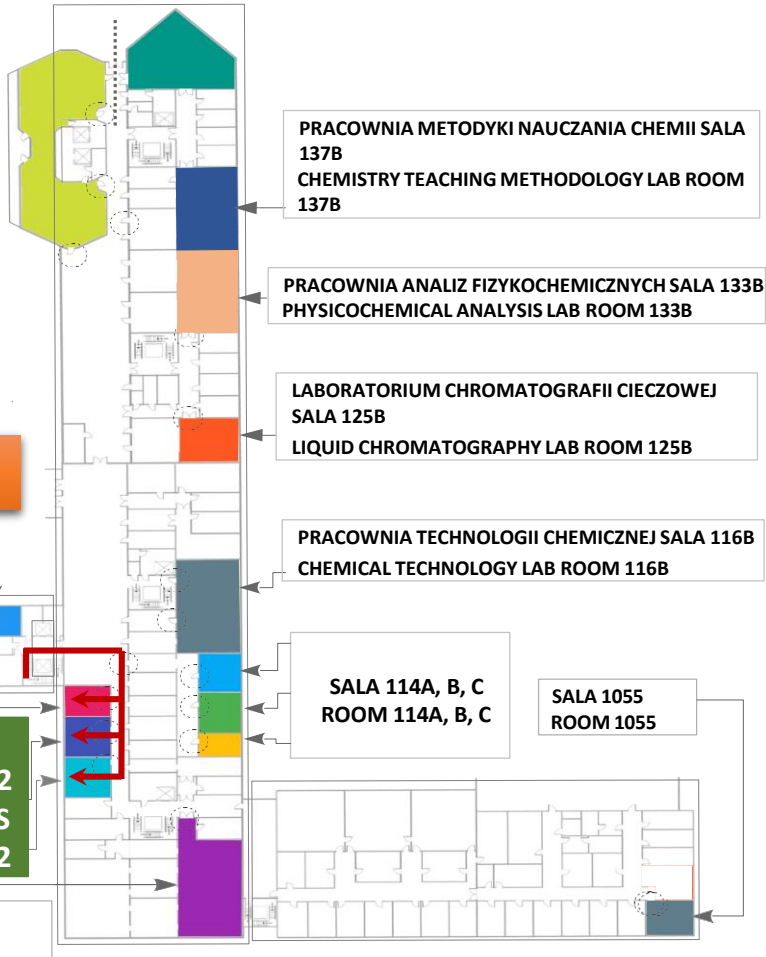 PRACOWNIA METODYKI NAUCZANIA CHEMII SALA
137B
CHEMISTRY TEACHING METHODOLOGY LAB ROOM
137B
PRACOWNIA ANALIZ FIZYKOCHEMICZNYCH SALA 133B
PHYSICOCHEMICAL ANALYSIS LAB ROOM 133B
LABORATORIUM CHROMATOGRAFII CIECZOWEJ
SALA 125B
LIQUID CHROMATOGRAPHY LAB ROOM 125B
PRACOWNIA TECHNOLOGII CHEMICZNEJ SALA 116B
CHEMICAL TECHNOLOGY LAB ROOM 116B
SALA 114A, B, C
ROOM 114A, B, C
SALA 1055
ROOM 1055
2
S
2